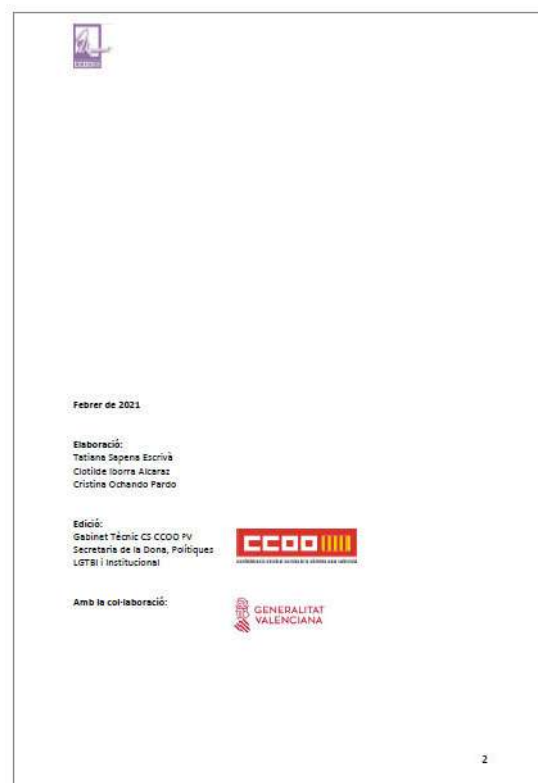 Febrer de 2021
Elaboració:
Tatiana Sapena Escrivà
Clotilde Iborra Alcaraz
Cristina Ochando Pardo
Edició:
Gabinet Tècnic CS CCOO PV
Secretaria de la Dona, Polítiques
LGTBI i Institucional
CCOO
Amb la col·laboració:
GENERALITAT
VALENCIANA
2